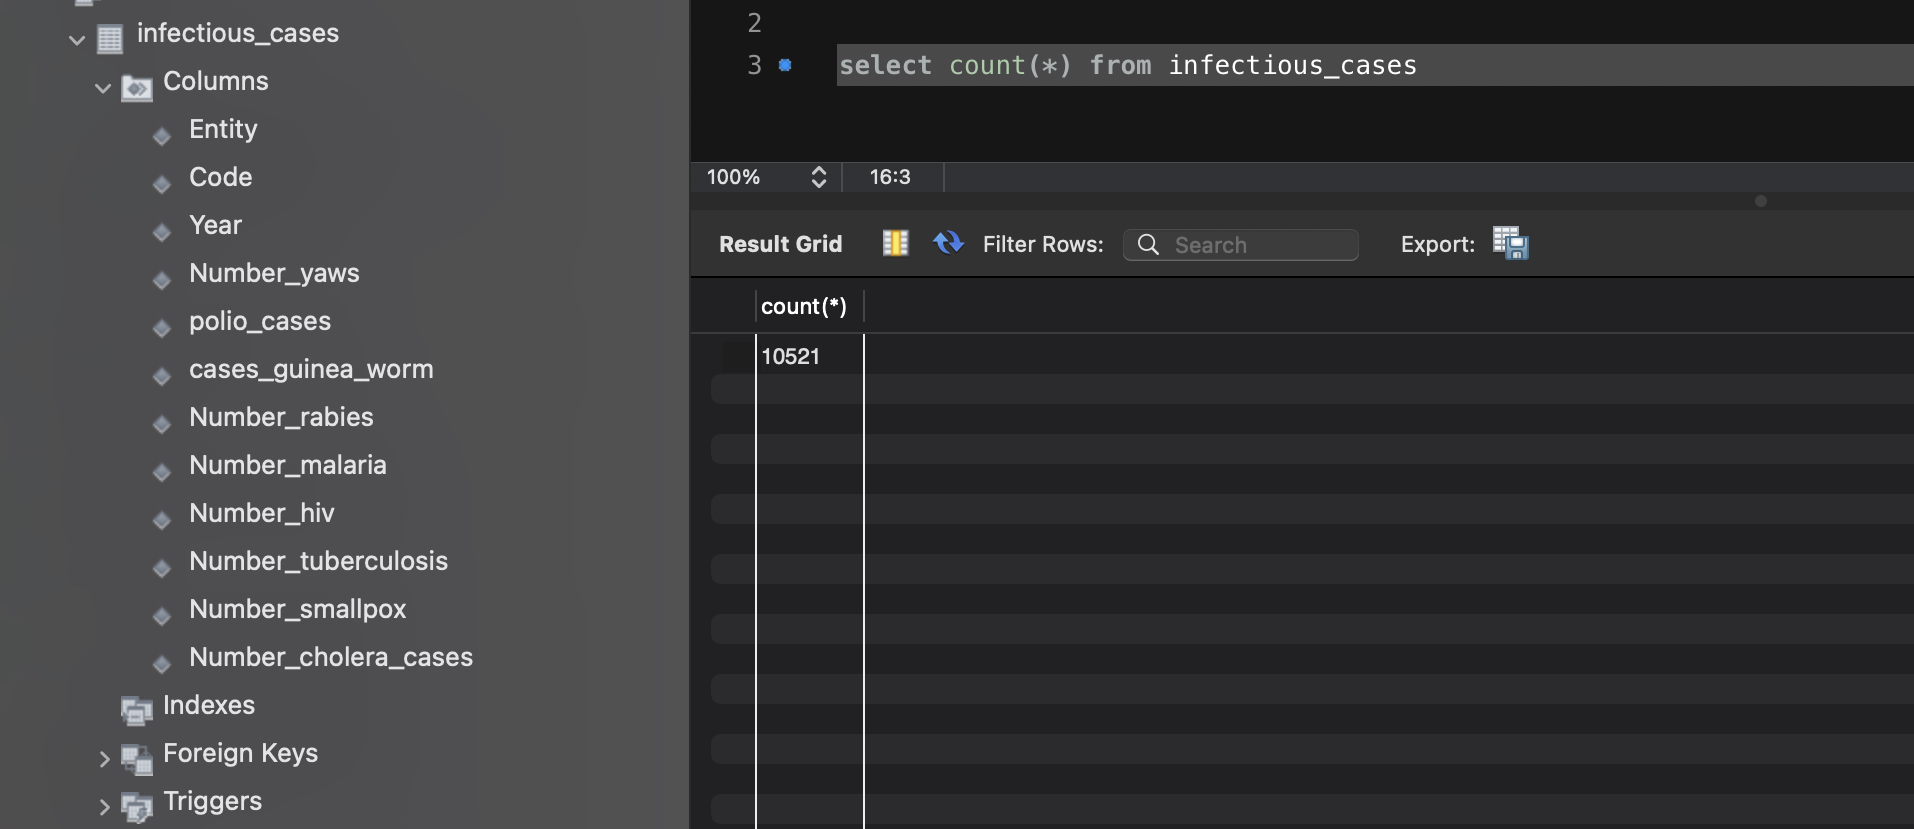 infectious_cases
Columns
Entity
Code
Year
Number_yaws
polio_cases
cases_guinea_worm
Number_rabies
Number_malaria
Number_hiv
Number_tuberculosis
Number_smallpox
Number_cholera_cases
Indexes
Foreign Keys
Triggers
2
3 select count(*) from infectious_cases
100% 16:3
Result Grid Filter Rows: Search Export:
count(*)
10521